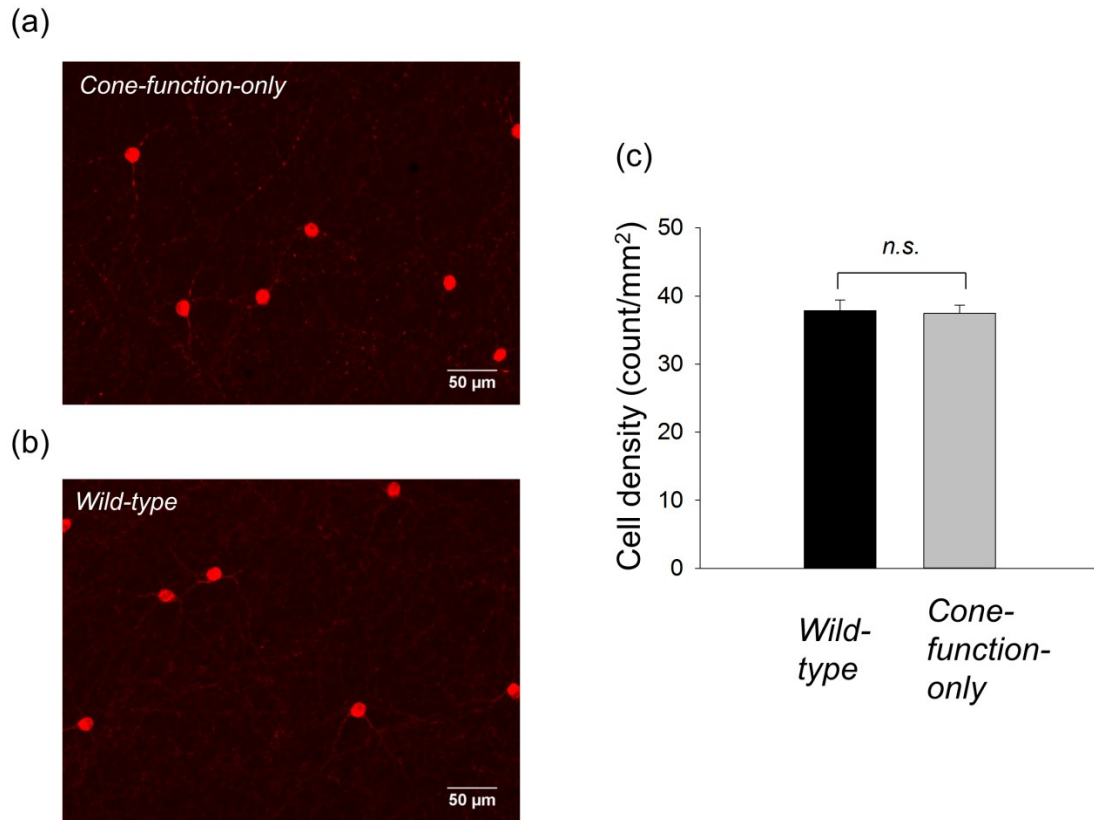 (a)
Cone-function-only
50 µm
(b)
Wild-type
50 µm
(c)
Cell density (count/mm²)
50
40
30
20
10
0
n.s.
Wild-
type
Cone-
function-
only